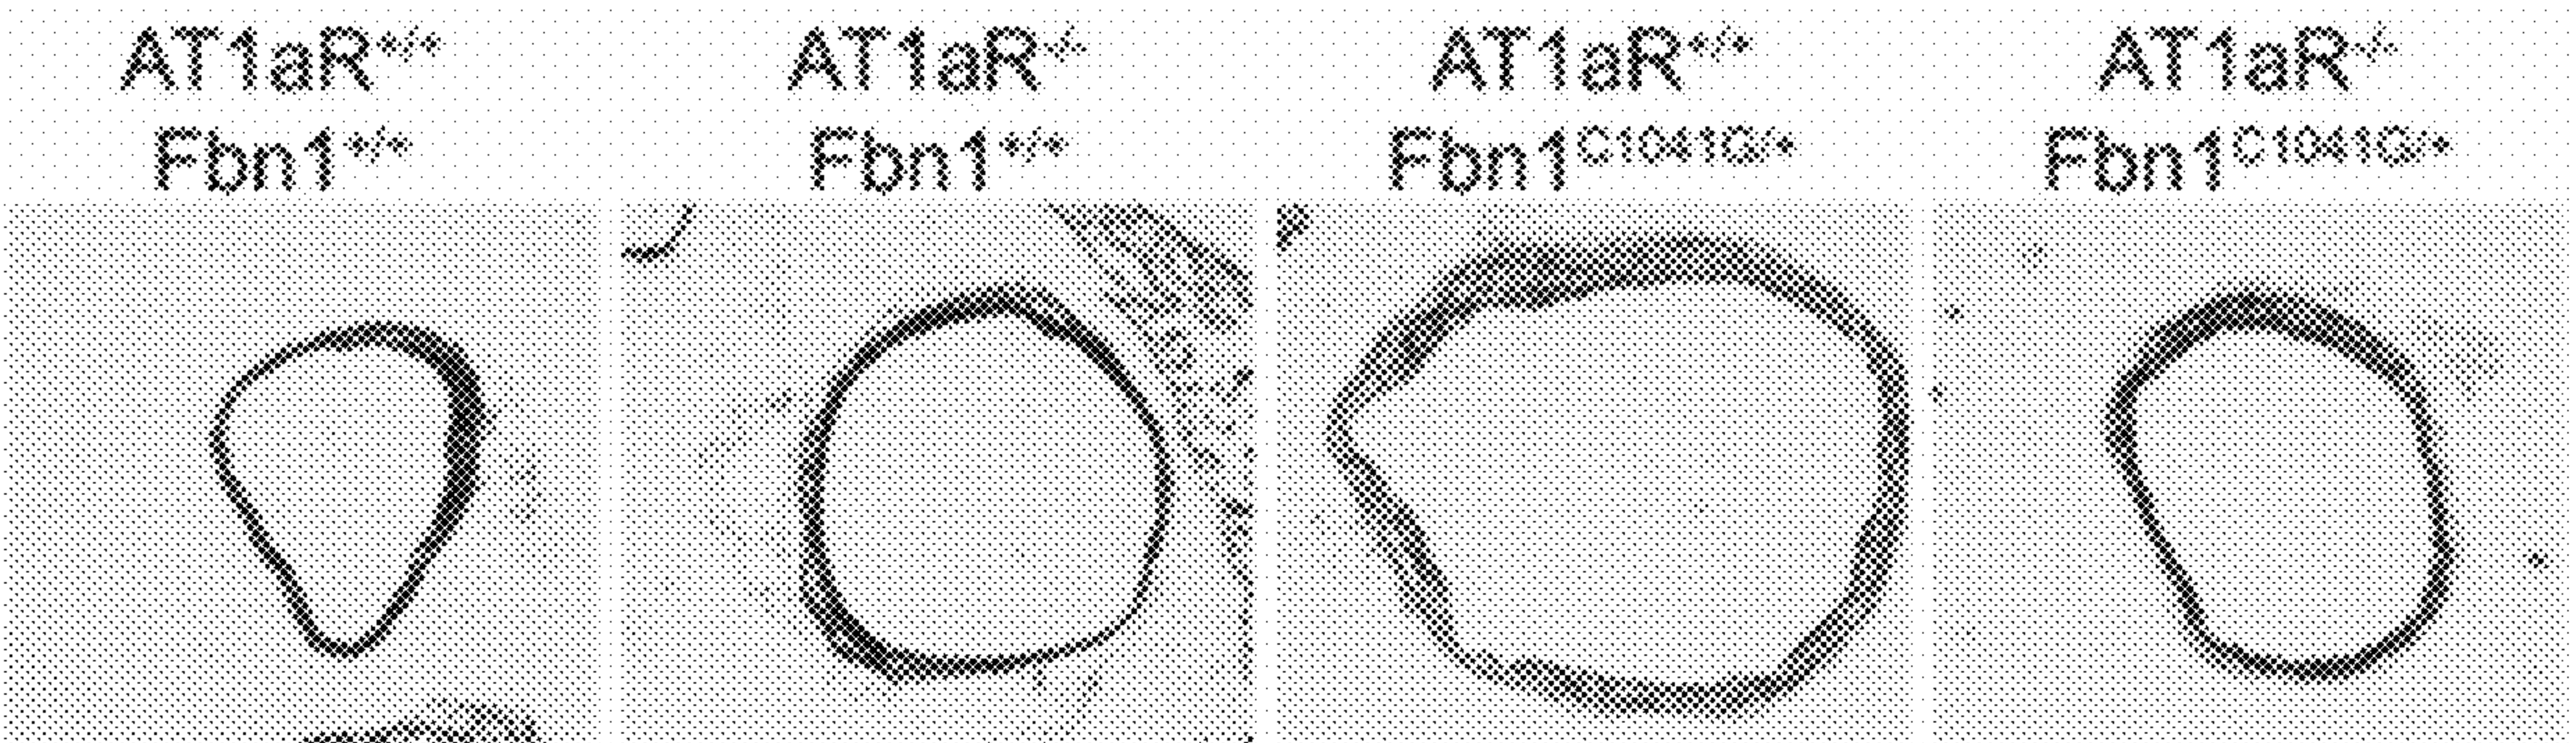 AT1aR+/+ AT1aR-/- AT1aR+/+ AT1aR-/-
Fbn1+/+ Fbn1+/+ Fbn1C1041G/+ Fbn1C1041G/+